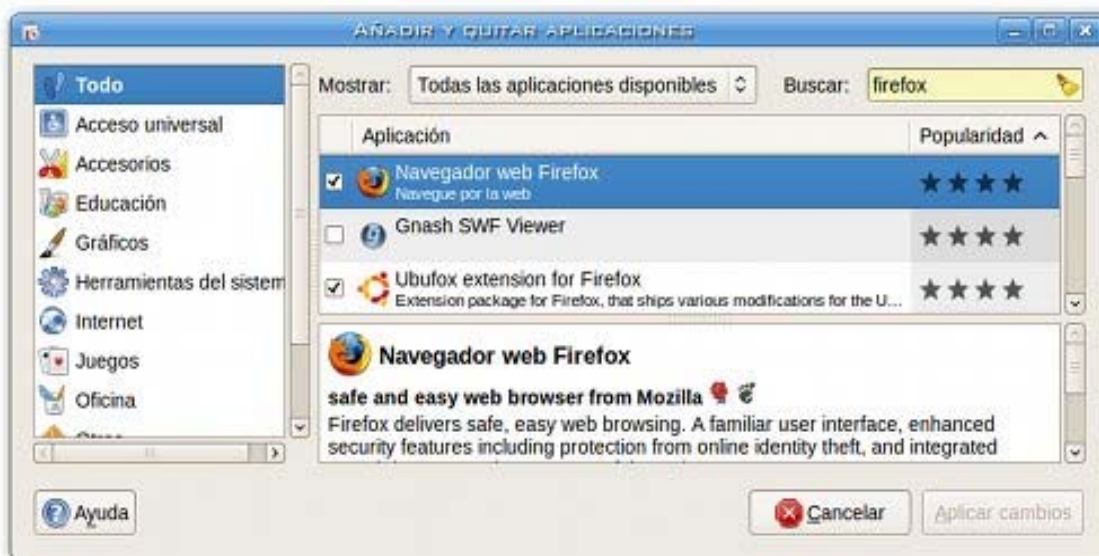 AÑADIR Y QUITAR APLICACIONES
Todo
Acceso universal
Accesorios
Educación
Gráficos
Herramientas del sistem
Internet
Juegos
Oficina
Mostrar: Todas las aplicaciones disponibles Buscar: firefox
Aplicación Popularidad
Navegador web Firefox
Navegue por la web
Gnash SWF Viewer
Ubufox extension for Firefox
Extension package for Firefox, that ships various modifications for the U...
Navegador web Firefox
safe and easy web browser from Mozilla
Firefox delivers safe, easy web browsing. A familiar user interface, enhanced
security features including protection from online identity theft, and integrated
Ayuda Cancelar Aplicar cambios